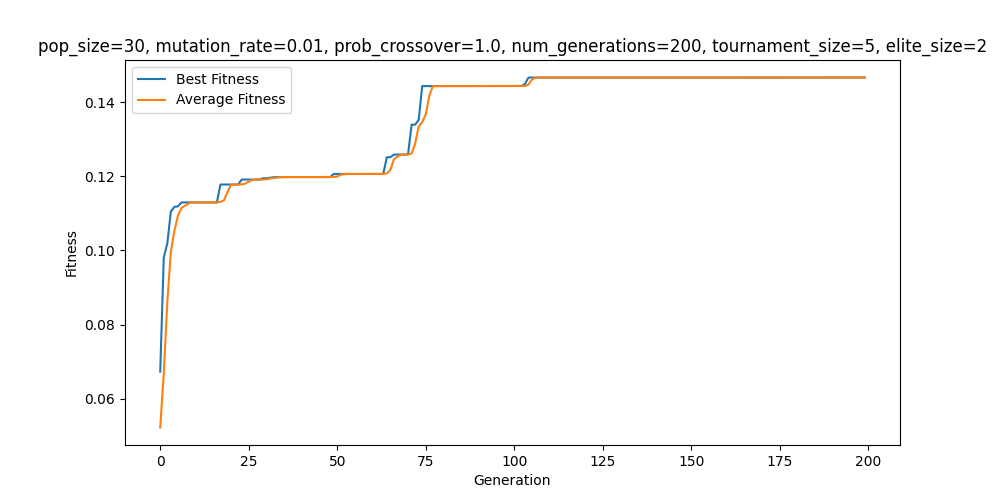 pop_size=30, mutation_rate=0.01, prob_crossover=1.0, num_generations=200, tournament_size=5, elite_size=2
Best Fitness
Average Fitness
0.14
0.12
0.10
0.08
0.06
Fitness
0 25 50 75 100 125 150 175 200
Generation